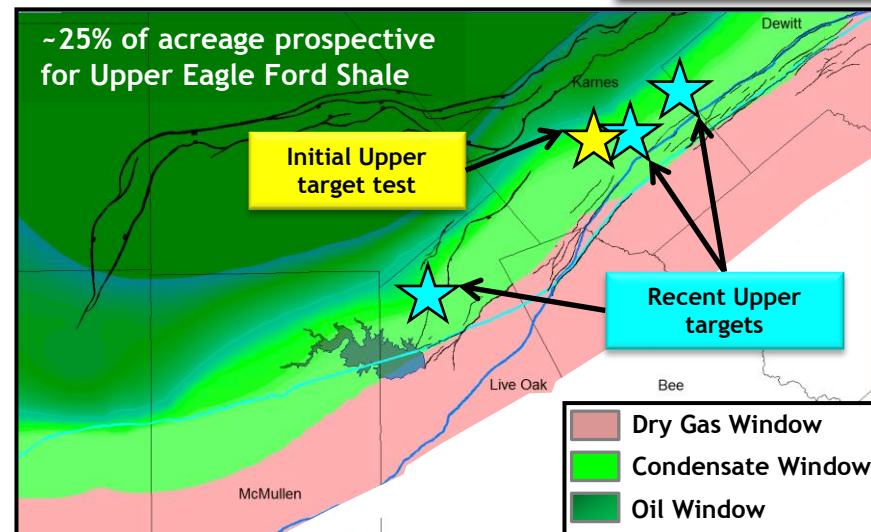 ~25% of acreage prospective
for Upper Eagle Ford Shale
Dewitt
Karnes
Initial Upper
target test
Recent Upper
targets
Live Oak
Bee
McMullen
Dry Gas Window
Condensate Window
Oil Window